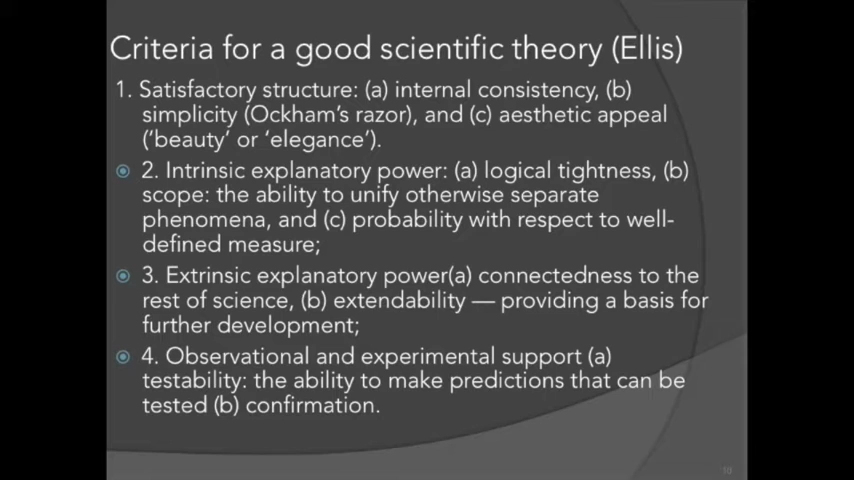 Criteria for a good scientific theory (Ellis)
1. Satisfactory structure: (a) internal consistency, (b)
simplicity (Ockham's razor), and (c) aesthetic appeal
('beauty' or 'elegance').
2. Intrinsic explanatory power: (a) logical tightness, (b)
scope: the ability to unify otherwise separate
phenomena, and (c) probability with respect to well-
defined measure;
3. Extrinsic explanatory power(a) connectedness to the
rest of science, (b) extendability — providing a basis for
further development;
4. Observational and experimental support (a)
testability: the ability to make predictions that can be
tested (b) confirmation.